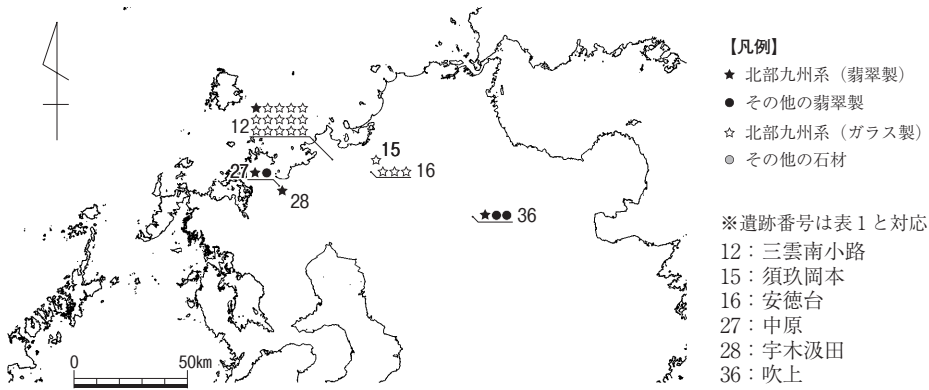 12
15
16
27
28
36
0
50km
【凡例】
★ 北部九州系（翡翠製）
● その他の翡翠製
☆ 北部九州系（ガラス製）
● その他の石材
※遺跡番号は表１と対応
12：三雲南小路
15：須玖岡本
16：安徳台
27：中原
28：宇木汲田
36：吹上